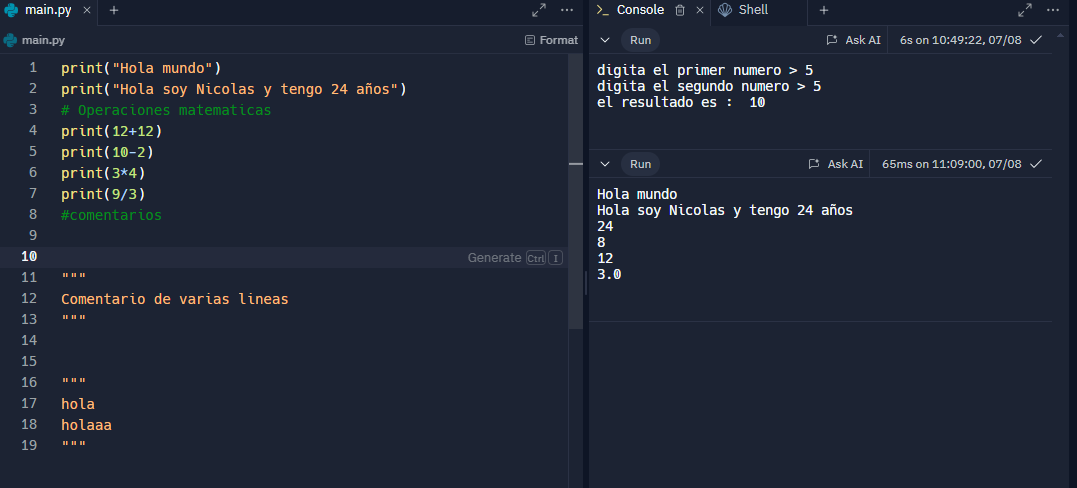 main.py
main.py
Format
1 print("Hola mundo")
2 print("Hola soy Nicolas y tengo 24 años")
3 # Operaciones matematicas
4 print(12+12)
5 print(10-2)
6 print(3*4)
7 print(9/3)
8 #comentarios
9
10 Generate Ctrl I
11 """
12 Comentario de varias lineas
13 """
14
15
16 """
17 hola
18 holaaa
19 """
Console Shell
Run Ask AI 6s on 10:49:22, 07/08
digita el primer numero > 5
digita el segundo numero > 5
el resultado es :  10
Run Ask AI 65ms on 11:09:00, 07/08
Hola mundo
Hola soy Nicolas y tengo 24 años
24
8
12
3.0